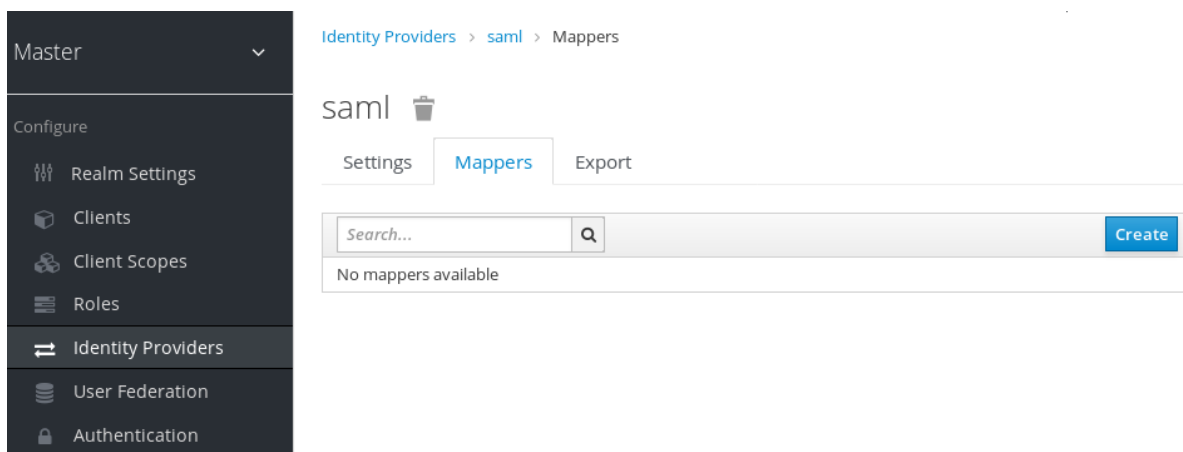 Master
Configure
Realm Settings
Clients
Client Scopes
Roles
Identity Providers
User Federation
Authentication
Identity Providers > saml > Mappers
saml
Settings Mappers Export
Search... Create
No mappers available